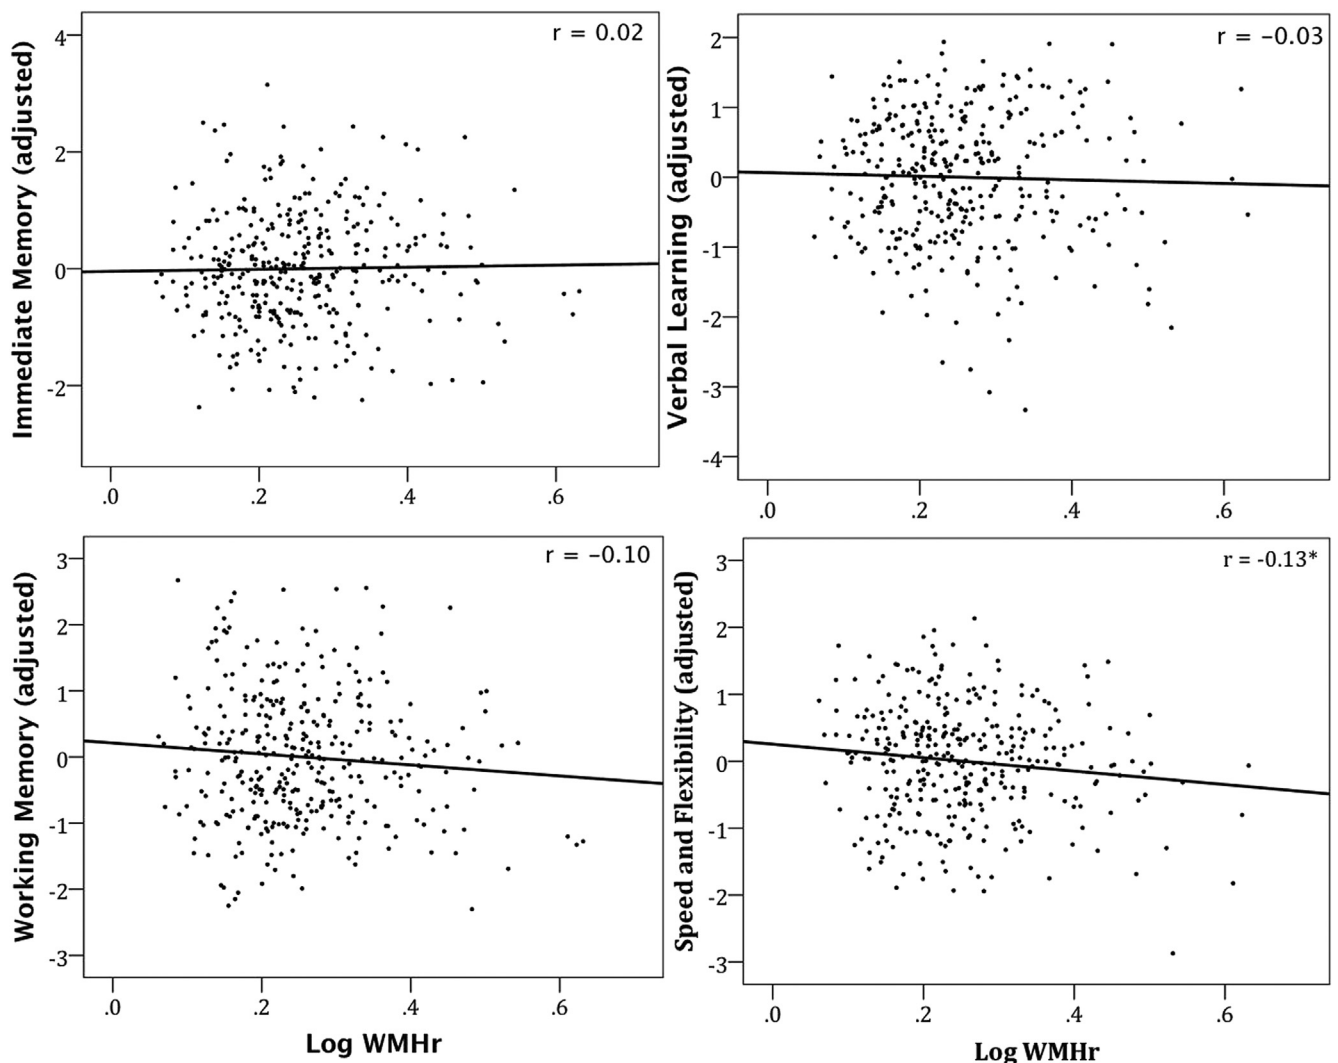 r = 0.02
Immediate Memory (adjusted)
4
2
0
-2
.0 .2 .4 .6
r = –0.03
Verbal Learning (adjusted)
2
1
0
-1
-2
-3
-4
.0 .2 .4 .6
r = –0.10
Working Memory (adjusted)
3
2
1
0
-1
-2
-3
.0 .2 .4 .6
Log WMHr
r = -0.13*
Speed and Flexibility (adjusted)
3
2
1
0
-1
-2
-3
.0 .2 .4 .6
Log WMHr